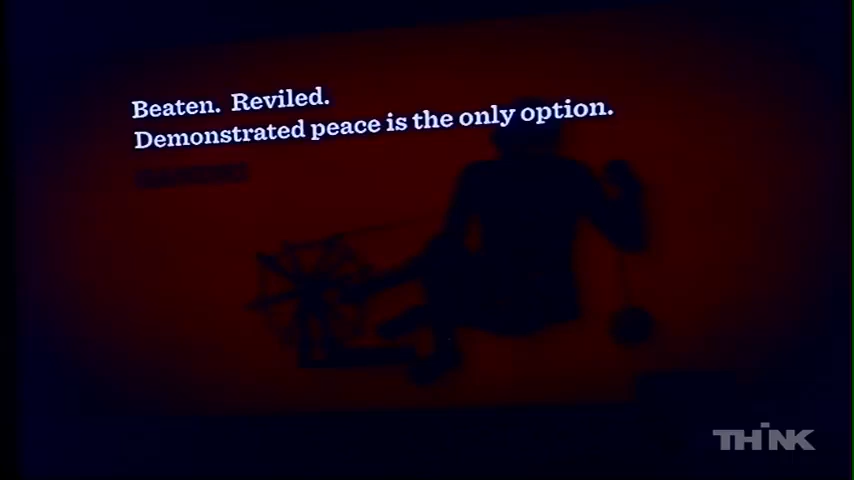 Beaten. Reviled.
Demonstrated peace is the only option.
THINK